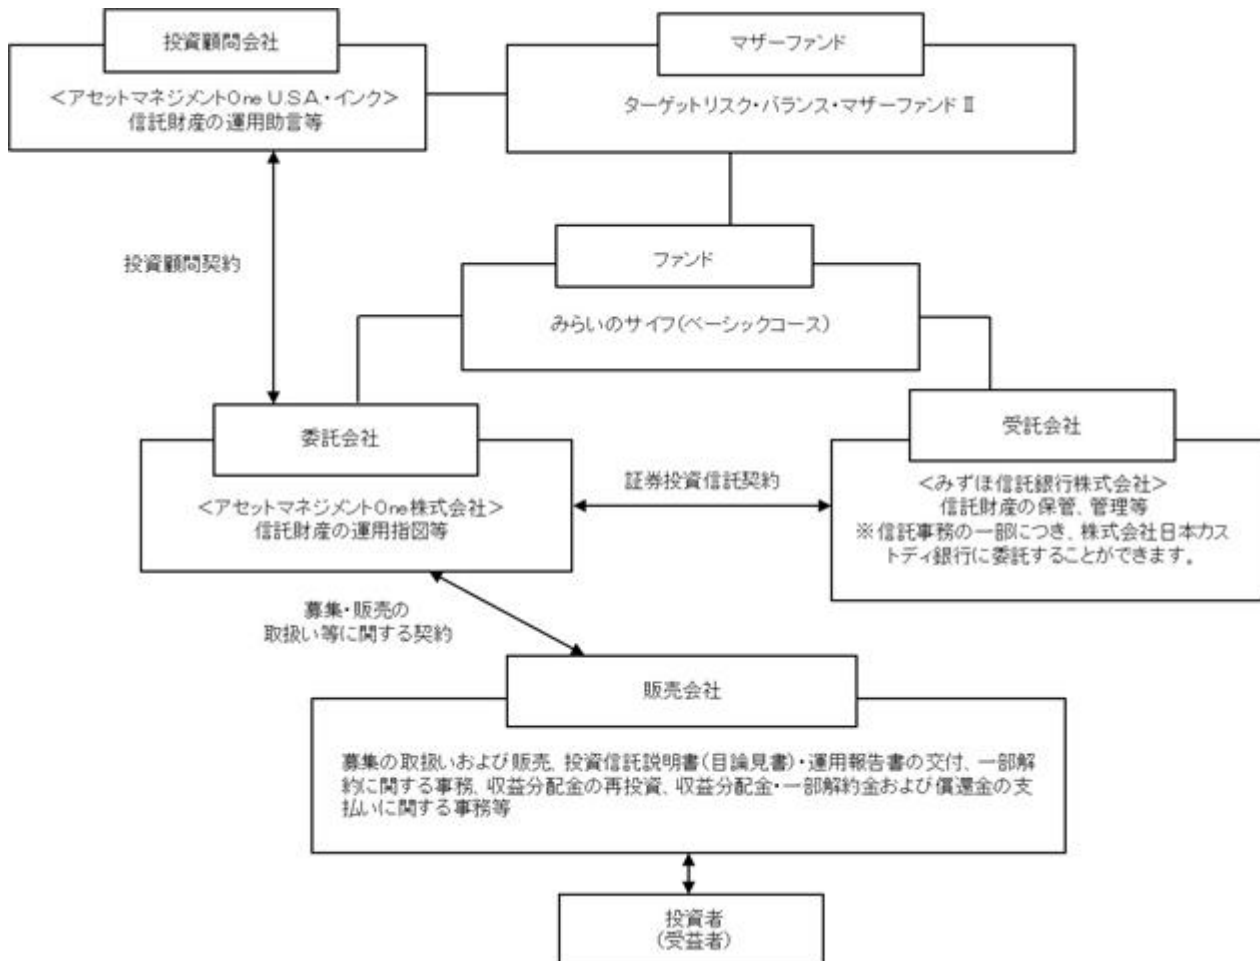 投資顧問会社
＜アセットマネジメントOne U.S.A.・インク＞
信託財産の運用助言等
マザーファンド
ターゲットリスク・バランス・マザーファンドⅡ
投資顧問契約
ファンド
みらいのサイフ(ベーシックコース)
委託会社
＜アセットマネジメントOne株式会社＞
信託財産の運用指図等
証券投資信託契約
受託会社
＜みずほ信託銀行株式会社＞
信託財産の保管、管理等
※信託事務の一部につき、株式会社日本カス
トディ銀行に委託することができます。
募集・販売の
取扱い等に関する契約
販売会社
募集の取扱いおよび販売、投資信託説明書(目論見書)・運用報告書の交付、一部解
約に関する事務、収益分配金の再投資、収益分配金・一部解約金および償還金の支
払いに関する事務等
投資者
(受益者)